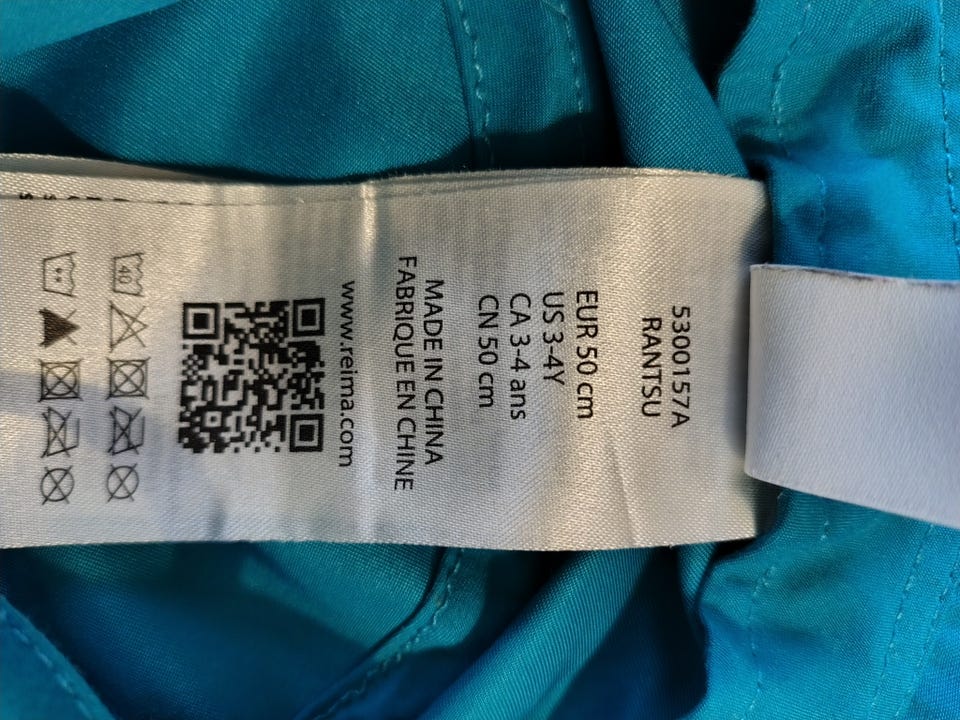 5300157A
RANTSU
EUR 50 cm
US 3-4Y
CA 3-4 ans
CN 50 cm
MADE IN CHINA
FABRIQUE EN CHINE
www.reima.com
40